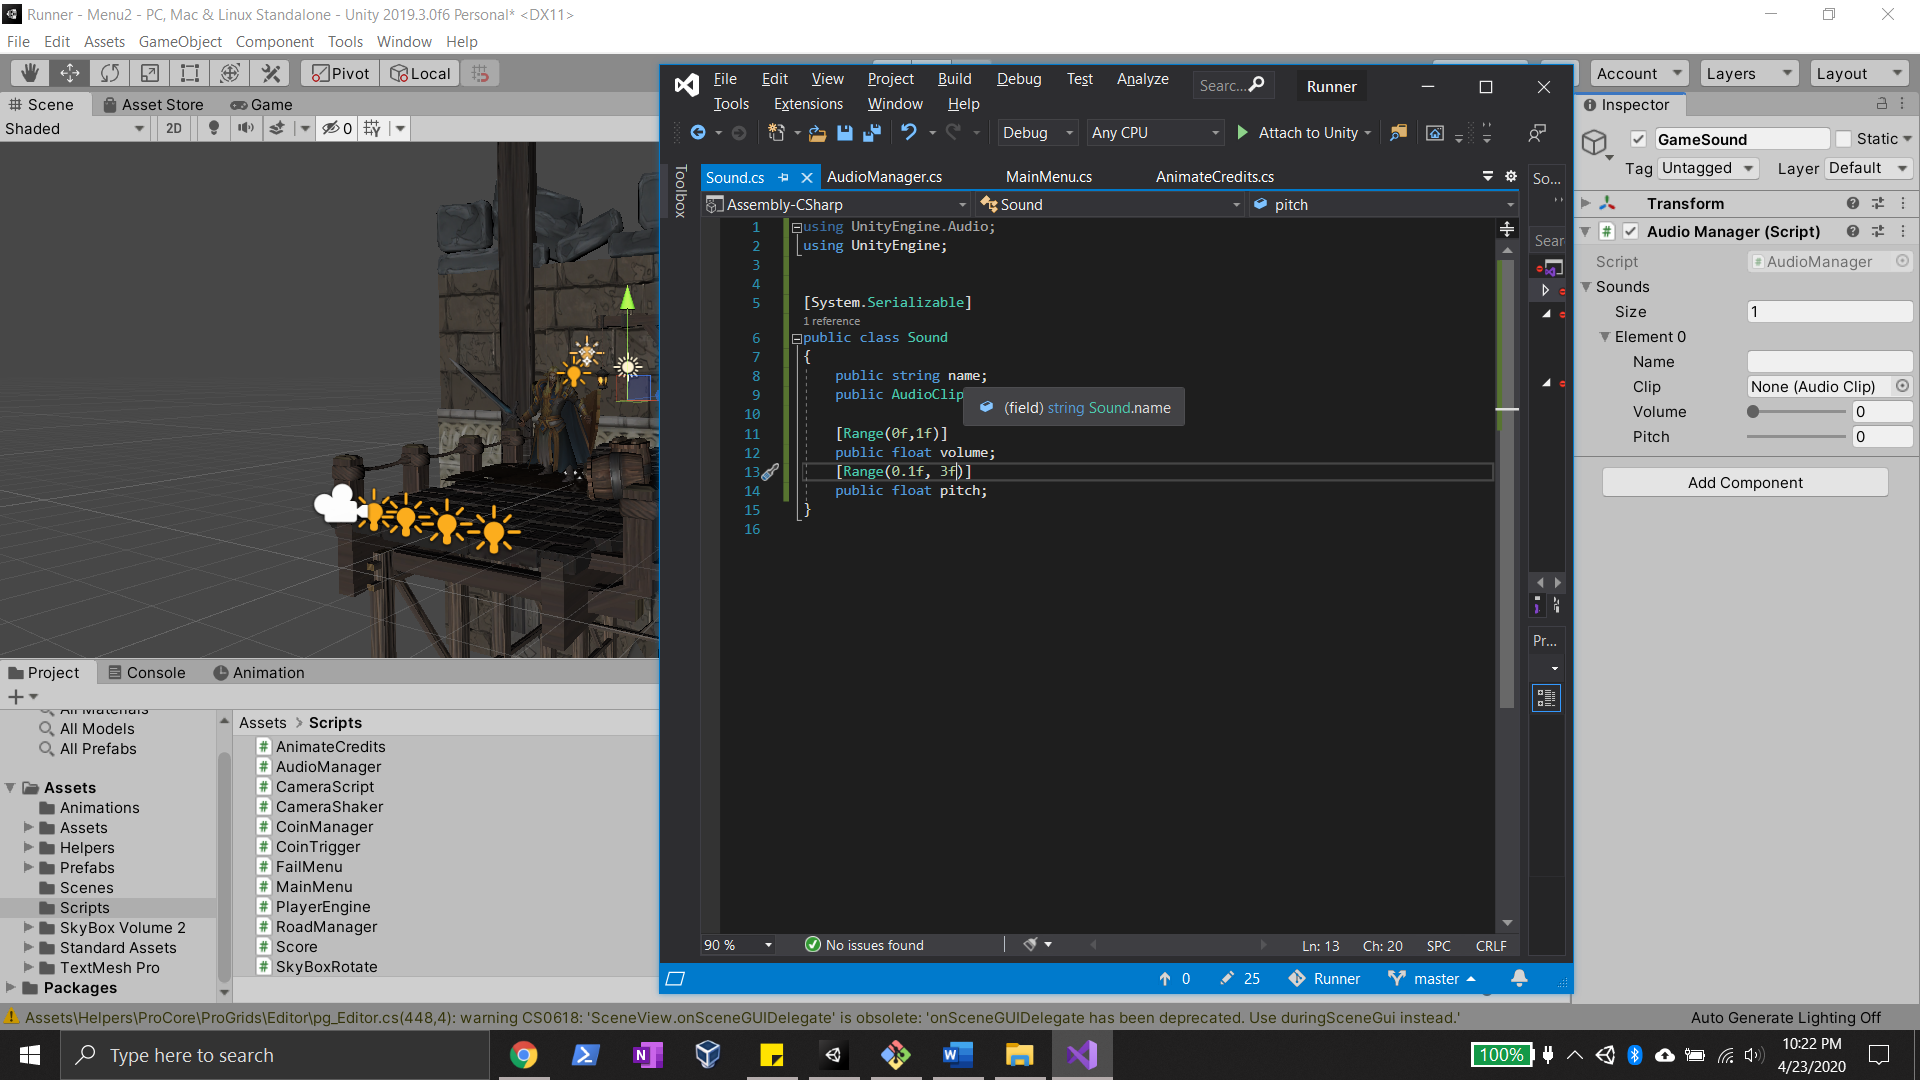 Runner - Menu2 - PC, Mac & Linux Standalone - Unity 2019.3.0f6 Personal* <DX11>
File Edit Assets GameObject Component Tools Window Help
Pivot Local
Account Layers Layout
Scene Asset Store Game
Shaded 2D 0
File Edit View Project Build Debug Test Analyze Searc... Runner
Tools Extensions Window Help
Debug Any CPU Attach to Unity
Toolbox
Sound.cs AudioManager.cs MainMenu.cs AnimateCredits.cs
Assembly-CSharp Sound pitch
1 using UnityEngine.Audio;
2 using UnityEngine;
3
4
5 [System.Serializable]
1 reference
6 public class Sound
7 {
8 public string name;
9 public AudioClip
(field) string Sound.name
10
11 [Range(0f,1f)]
12 public float volume;
13 [Range(0.1f, 3f)]
14 public float pitch;
15 }
16
90 % No issues found Ln: 13 Ch: 20 SPC CRLF
0 25 Runner master
So...
Sear
Pr...
Inspector
GameSound Static
Tag Untagged Layer Default
Transform
Audio Manager (Script)
Script AudioManager
Sounds
Size 1
Element 0
Name
Clip None (Audio Clip)
Volume 0
Pitch 0
Add Component
Project Console Animation
All Materials
All Models
All Prefabs
Assets
Animations
Assets
Helpers
Prefabs
Scenes
Scripts
SkyBox Volume 2
Standard Assets
TextMesh Pro
Packages
Assets > Scripts
AnimateCredits
AudioManager
CameraScript
CameraShaker
CoinManager
CoinTrigger
FailMenu
MainMenu
PlayerEngine
RoadManager
Score
SkyBoxRotate
Assets\Helpers\ProCore\ProGrids\Editor\pg_Editor.cs(448,4): warning CS0618: 'SceneView.onSceneGUIDelegate' is obsolete: 'onSceneGUIDelegate has been deprecated. Use duringSceneGui instead.'
Auto Generate Lighting Off
Type here to search
100%
10:22 PM
4/23/2020